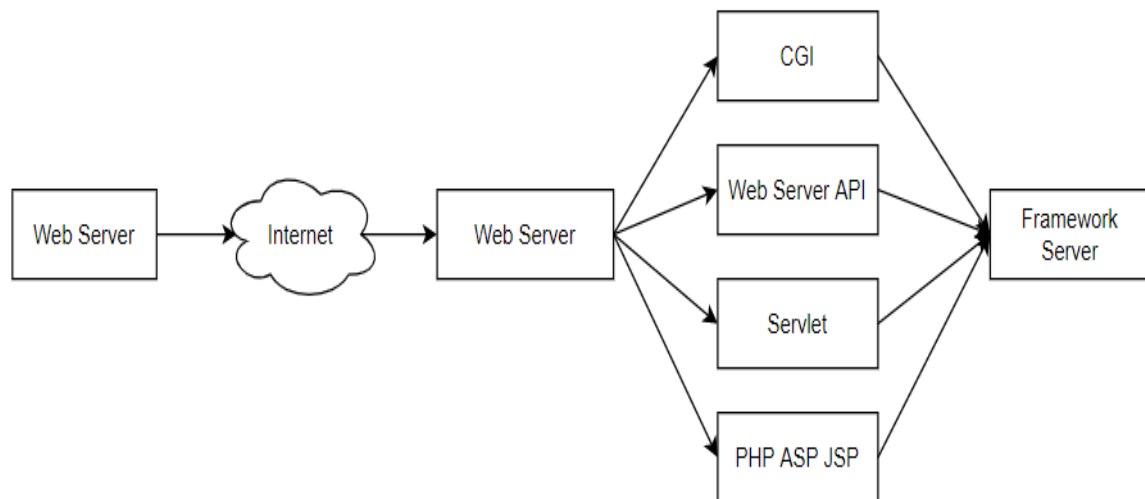 Web Server
Internet
Web Server
CGI
Web Server API
Servlet
PHP ASP JSP
Framework
Server